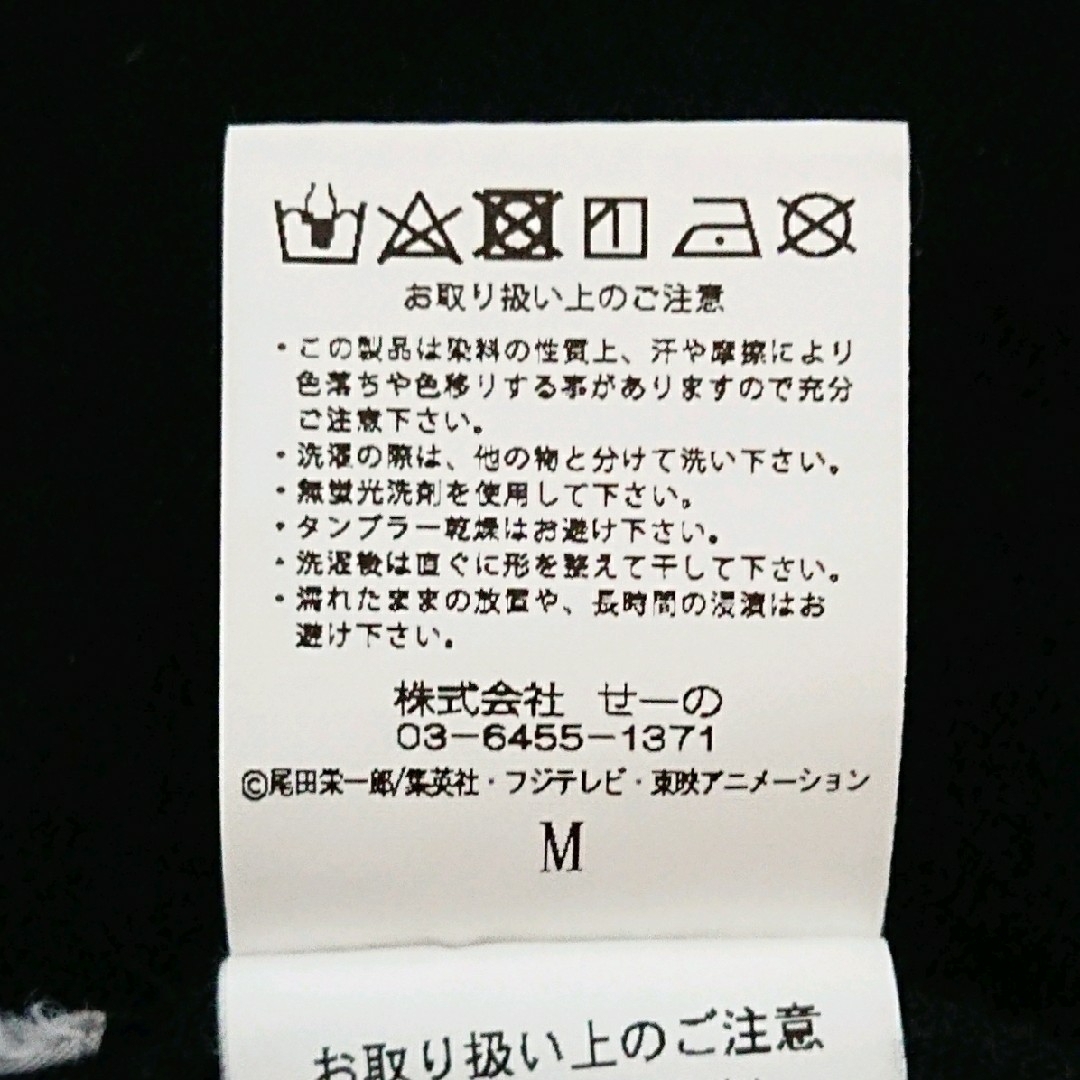 お取り扱い上のご注意
・この製品は染料の性質上、汗や摩擦により
色落ちや色移りする事がありますので充分
ご注意下さい。
・洗濯の際は、他の物と分けて洗い下さい。
・無蛍光洗剤を使用して下さい。
・タンブラー乾燥はお避け下さい。
・洗濯後は直ぐに形を整えて干して下さい。
・濡れたままの放置や、長時間の浸漬はお
避け下さい。
株式会社 せーの
03-6455-1371
©尾田栄一郎/集英社・フジテレビ・東映アニメーション
M
お取り扱い上のご注意